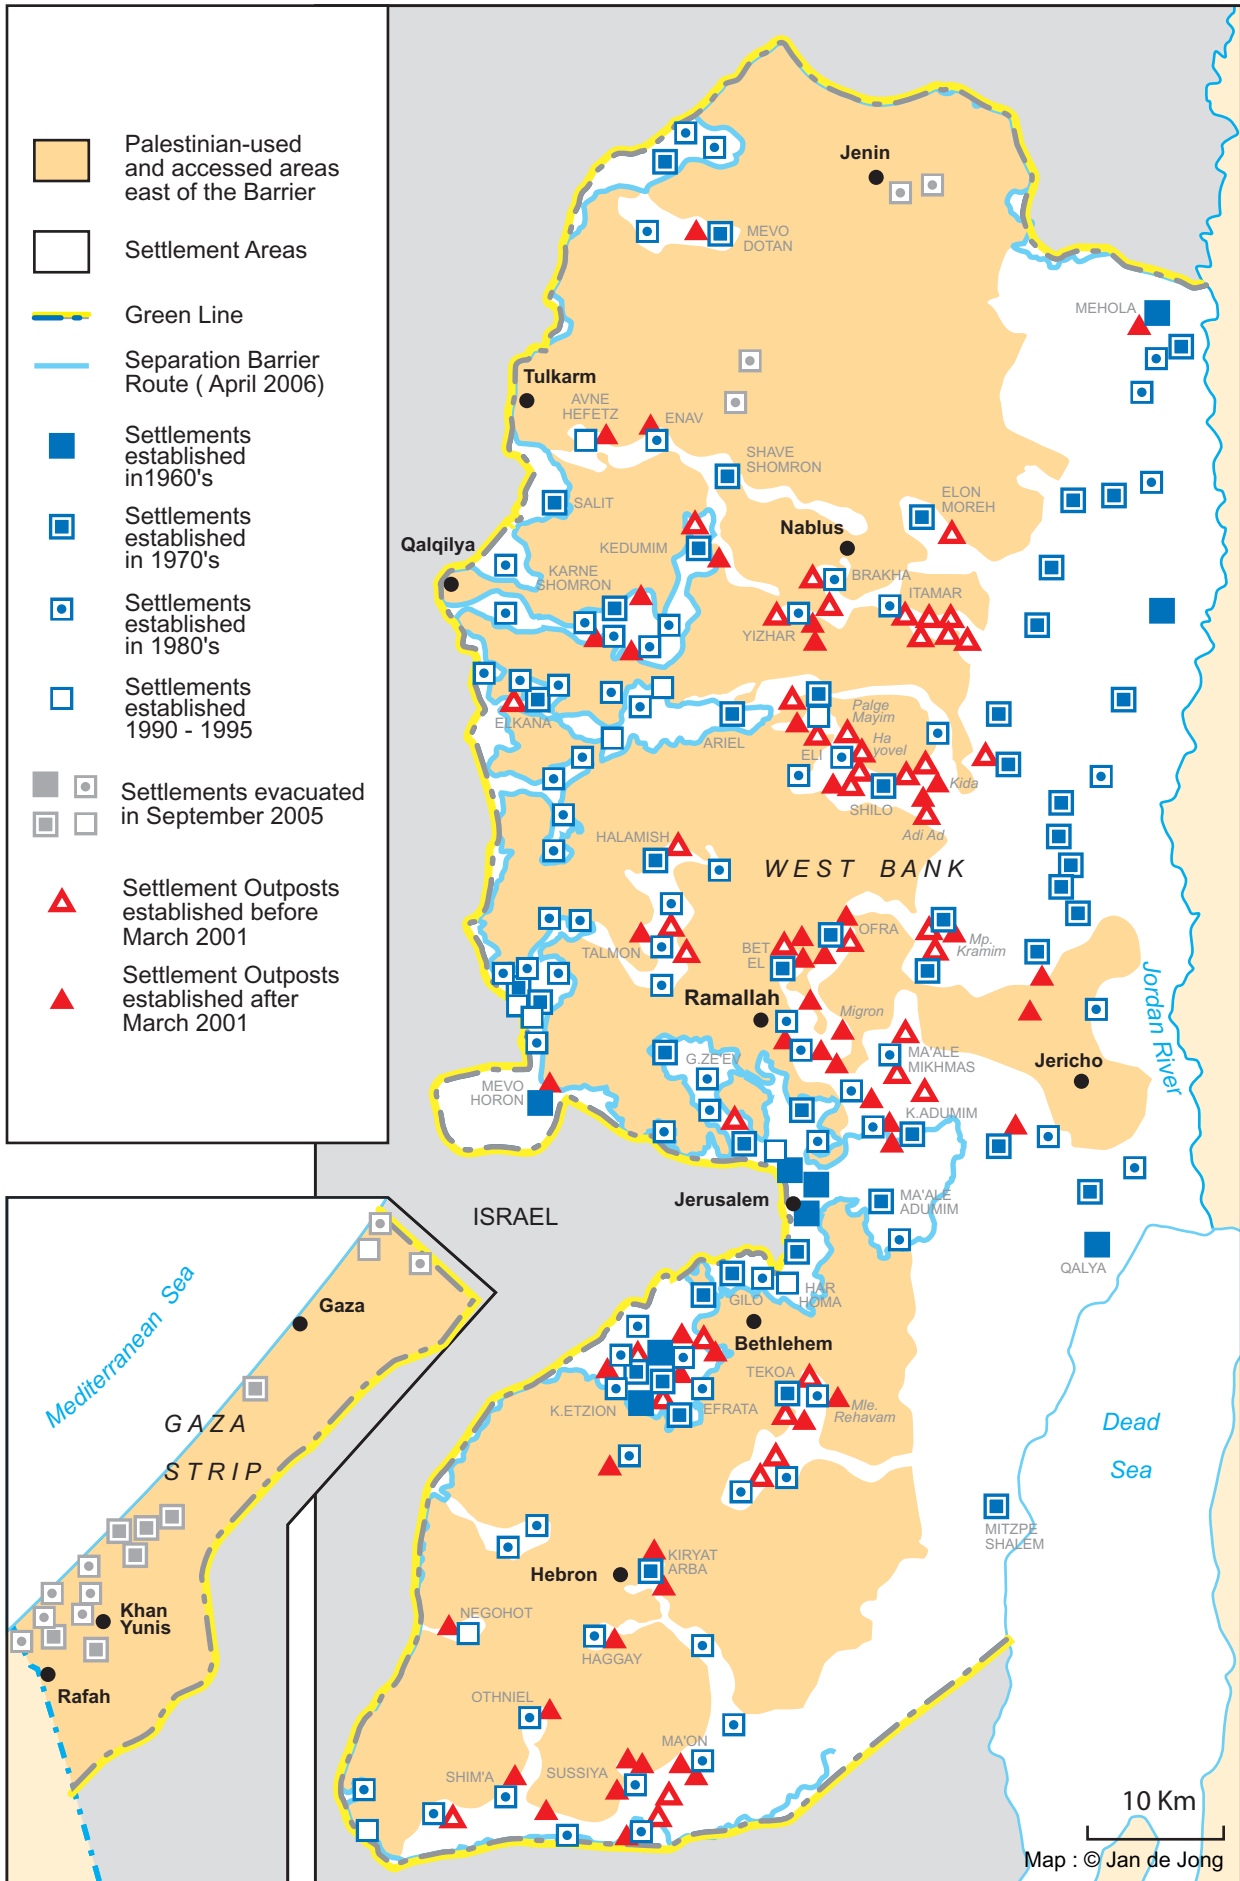 Palestinian-used
and accessed areas
east of the Barrier
Settlement Areas
Green Line
Separation Barrier
Route ( April 2006)
Settlements
established
in1960's
Settlements
established
in 1970's
Settlements
established
in 1980's
Settlements
established
1990 - 1995
Settlements evacuated
in September 2005
Settlement Outposts
established before
March 2001
Settlement Outposts
established after
March 2001
Jenin
MEVO
DOTAN
MEHOLA
Tulkarm
AVNE
HEFETZ
ENAV
SHAVE
SHOMRON
SALIT
ELON
MOREH
Nablus
Qalqilya
KEDUMIM
KARNE
SHOMRON
BRAKHA
ITAMAR
YIZHAR
ELKANA
ARIEL
Palge
Mayim
Ha
yovel
ELI
Kida
SHILO
Adi Ad
HALAMISH
WEST BANK
TALMON
BET
EL
OFRA
Mp.
Kramim
Ramallah
Migron
Jordan River
G.ZE'EV
MA'ALE
MIKHMAS
Jericho
MEVO
HORON
K.ADUMIM
Jerusalem
MA'ALE
ADUMIM
ISRAEL
QALYA
GILO
HAR
HOMA
Bethlehem
TEKOA
K.ETZION
EFRATA
Mle.
Rehavam
Dead
Sea
MITZPE
SHALEM
Hebron
KIRYAT
ARBA
NEGOHOT
HAGGAY
OTHNIEL
MA'ON
SHIM'A
SUSSIYA
Mediterranean Sea
Gaza
GAZA
STRIP
Khan
Yunis
Rafah
10 Km
Map : © Jan de Jong